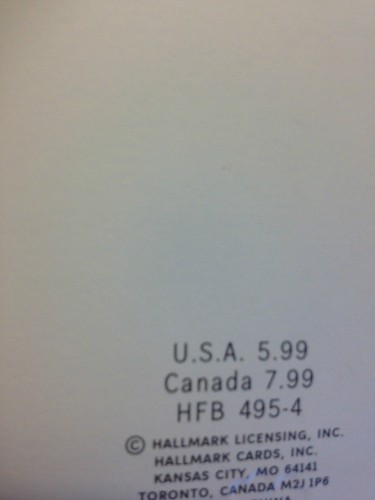 U.S.A. 5.99
Canada 7.99
HFB 495-4
© HALLMARK LICENSING, INC.
HALLMARK CARDS, INC.
KANSAS CITY, MO 64141
TORONTO, CANADA M2J 1P6